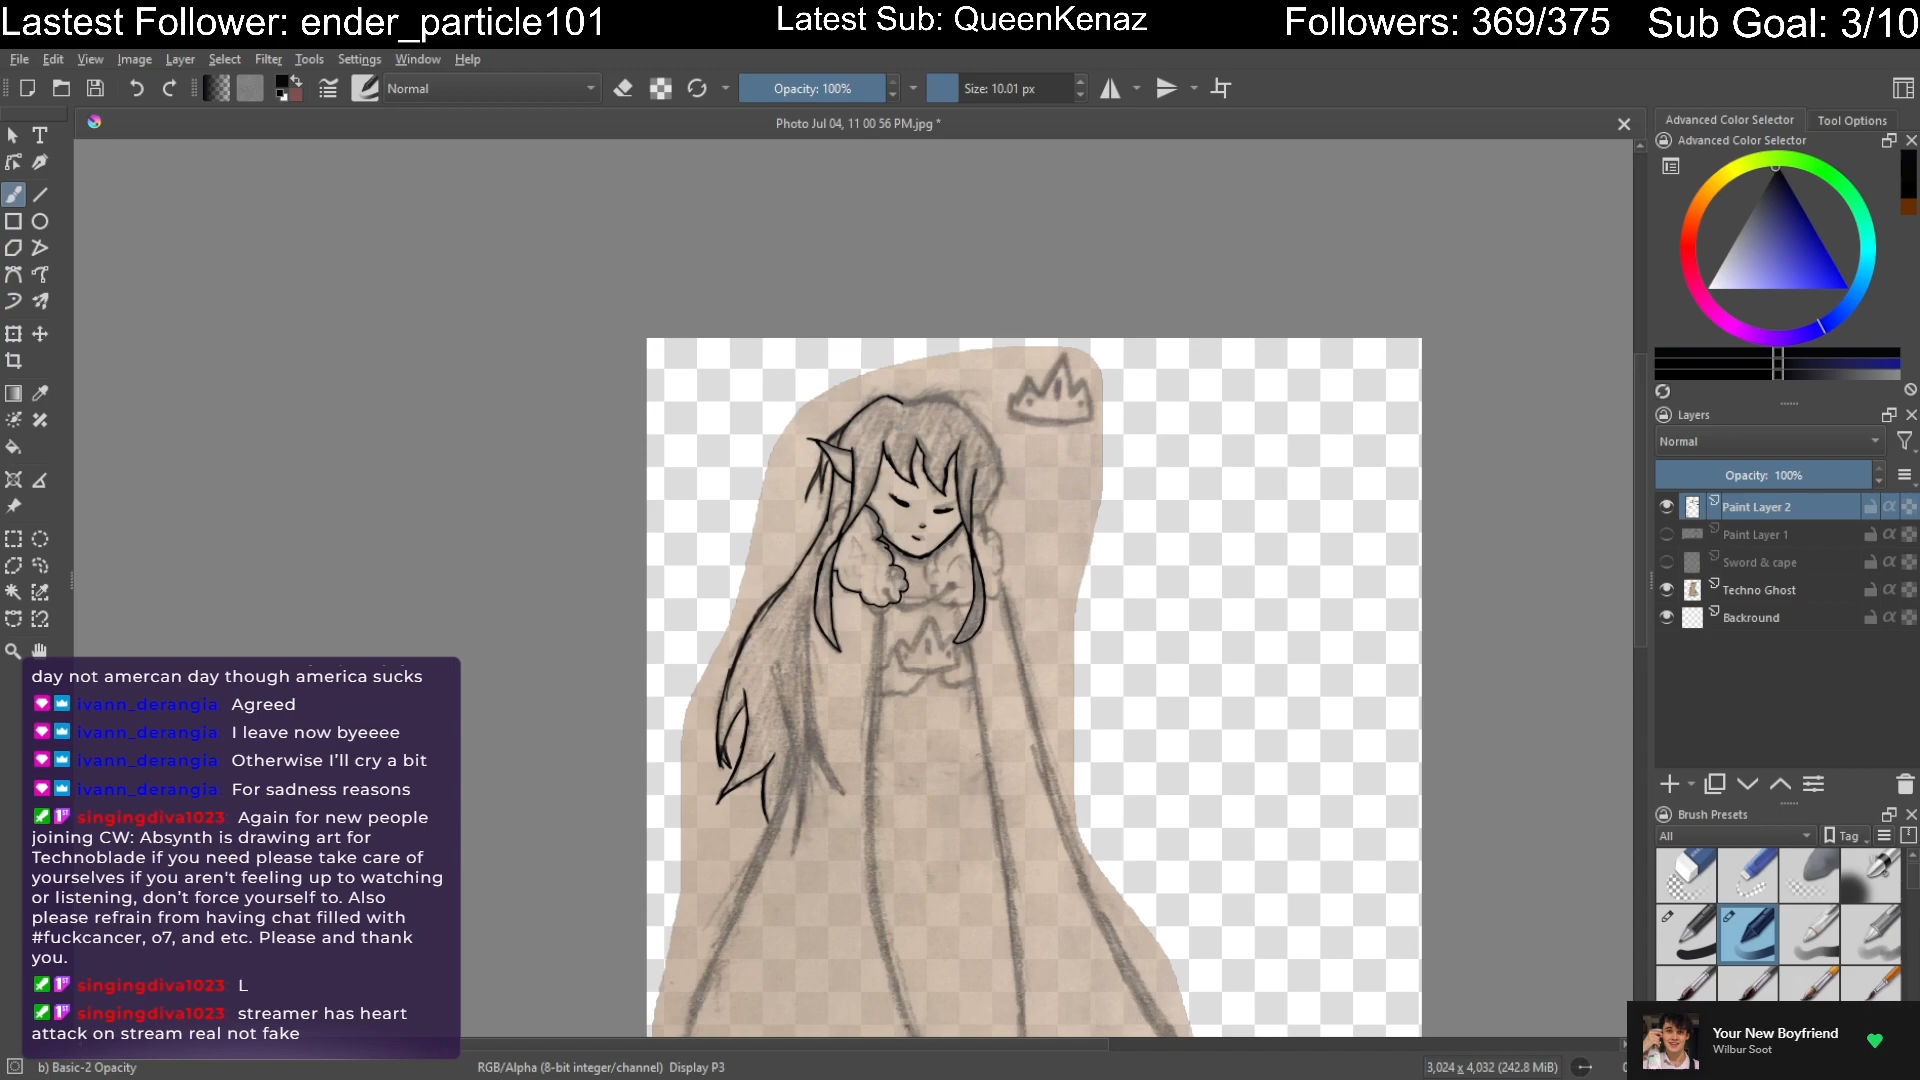 Lastest Follower: ender_particle101
Latest Sub: QueenKenaz
Followers: 369/375
Sub Goal: 3/10
File Edit View Image Layer Select Filter Tools Settings Window Help
Normal
Opacity: 100%
Size: 10.01 px
Photo Jul 04, 11 00 56 PM.jpg *
Advanced Color Selector
Tool Options
Advanced Color Selector
Layers
Normal
Opacity: 100%
Paint Layer 2
Paint Layer 1
Sword & cape
Techno Ghost
Backround
Brush Presets
All
Tag
day not amercan day though america sucks
ivann_derangia: Agreed
ivann_derangia: I leave now byeeee
ivann_derangia: Otherwise I'll cry a bit
ivann_derangia: For sadness reasons
singingdiva1023: Again for new people
joining CW: Absynth is drawing art for
Technoblade if you need please take care of
yourselves if you aren't feeling up to watching
or listening, don't force yourself to. Also
please refrain from having chat filled with
#fuckcancer, o7, and etc. Please and thank
you.
singingdiva1023: L
singingdiva1023: streamer has heart
attack on stream real not fake
b) Basic-2 Opacity
RGB/Alpha (8-bit integer/channel) Display P3
3,024 x 4,032 (242.8 MiB)
Your New Boyfriend
Wilbur Soot